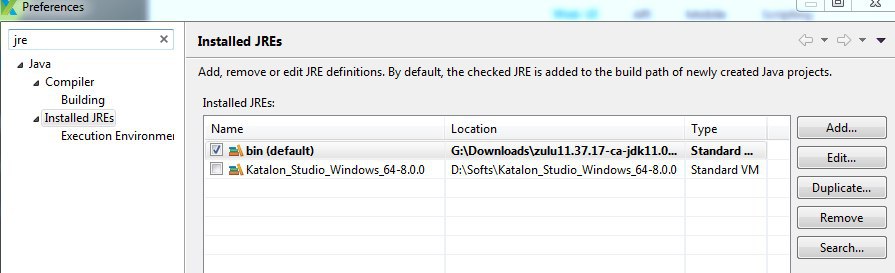 Preferences
jre
Installed JREs
Java
Compiler
Building
Installed JREs
Execution Environmer
Add, remove or edit JRE definitions. By default, the checked JRE is added to the build path of newly created Java projects.
Installed JREs:
Name Location Type
bin (default) G:\Downloads\zulu11.37.17-ca-jdk11.0... Standard ...
Katalon_Studio_Windows_64-8.0.0 D:\Softs\Katalon_Studio_Windows_64-8.0.0 Standard VM
Add...
Edit...
Duplicate...
Remove
Search...